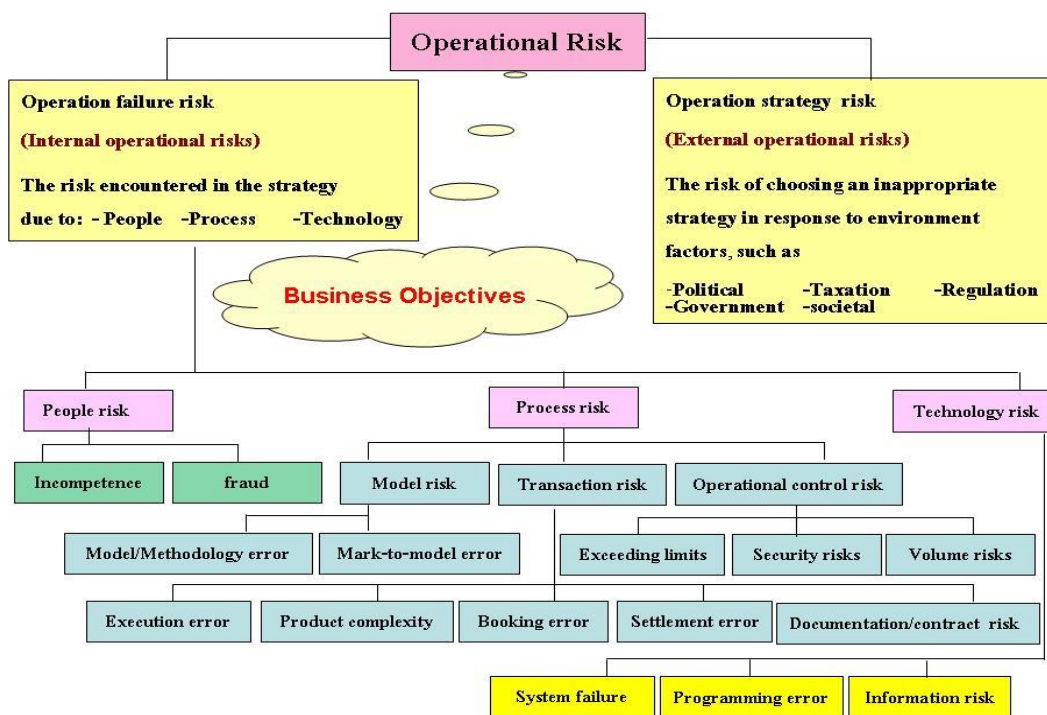 Operational Risk
Operation failure risk
(Internal operational risks)
The risk encountered in the strategy
due to: - People -Process -Technology
Operation strategy risk
(External operational risks)
The risk of choosing an inappropriate
strategy in response to environment
factors, such as
-Political -Taxation -Regulation
-Government -societal
Business Objectives
People risk
Process risk
Technology risk
Incompetence
fraud
Model risk
Transaction risk
Operational control risk
Model/Methodology error
Mark-to-model error
Exceeding limits
Security risks
Volume risks
Execution error
Product complexity
Booking error
Settlement error
Documentation/contract risk
System failure
Programming error
Information risk